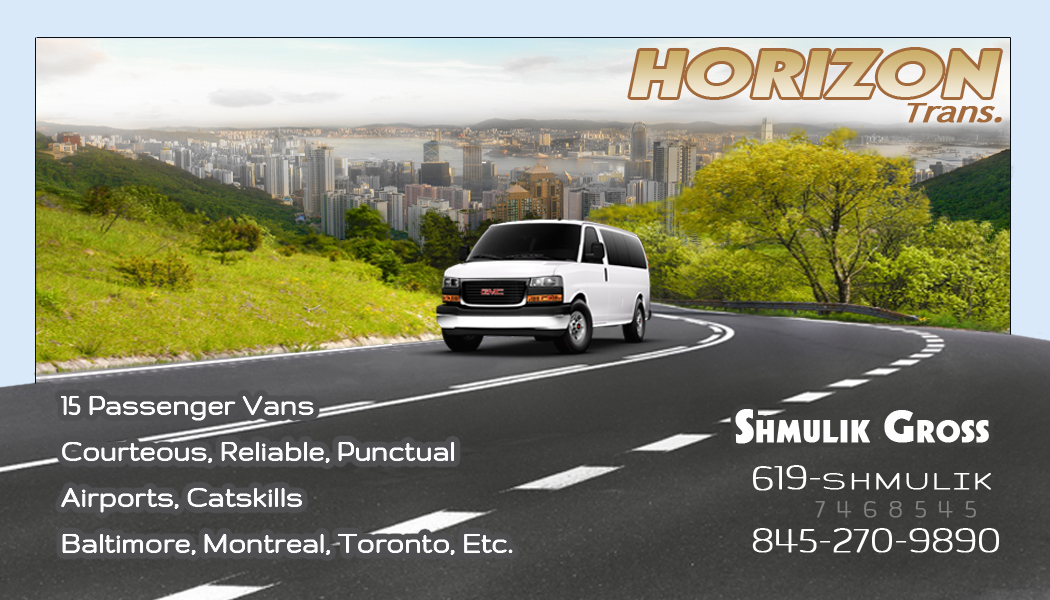 HORIZON
Trans.
GMC
15 Passenger Vans
Courteous, Reliable, Punctual
Airports, Catskills
Baltimore, Montreal, Toronto, Etc.
SHMULIK GROSS
619-SHMULIK
7468545
845-270-9890